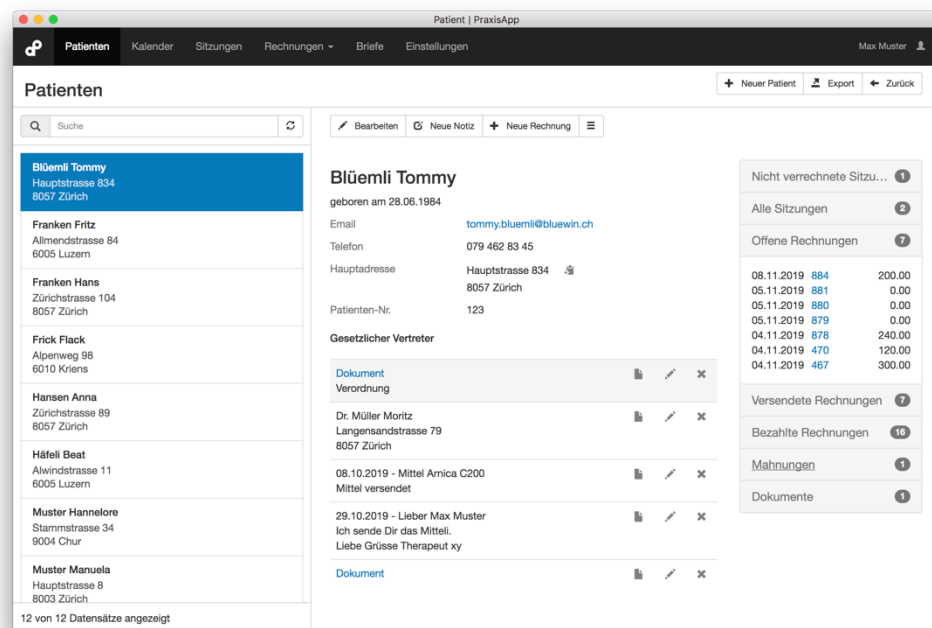 Patient | PraxisApp
Patienten Kalender Sitzungen Rechnungen Briefe Einstellungen Max Muster
Patienten
Neuer Patient Export Zurück
Suche
Blüemli Tommy
Hauptstrasse 834
8057 Zürich
Franken Fritz
Allmendstrasse 84
6005 Luzern
Franken Hans
Zürichstrasse 104
8057 Zürich
Frick Flack
Alpenweg 98
6010 Kriens
Hansen Anna
Zürichstrasse 89
8057 Zürich
Häfeli Beat
Alwindstrasse 11
6005 Luzern
Muster Hannelore
Stammstrasse 34
9004 Chur
Muster Manuela
Hauptstrasse 8
8003 Zürich
12 von 12 Datensätze angezeigt
Bearbeiten Neue Notiz Neue Rechnung
Blüemli Tommy
geboren am 28.06.1984
Email tommy.bluemli@bluewin.ch
Telefon 079 462 83 45
Hauptadresse Hauptstrasse 834
8057 Zürich
Patienten-Nr. 123
Gesetzlicher Vertreter
Dokument
Verordnung
Dr. Müller Moritz
Langensandstrasse 79
8057 Zürich
08.10.2019 - Mittel Arnica C200
Mittel versendet
29.10.2019 - Lieber Max Muster
Ich sende Dir das Mitteli.
Liebe Grüsse Therapeut xy
Dokument
Nicht verrechnete Sitzu... 1
Alle Sitzungen 2
Offene Rechnungen 7
08.11.2019 884 200.00
05.11.2019 881 0.00
05.11.2019 880 0.00
05.11.2019 879 0.00
04.11.2019 878 240.00
04.11.2019 470 120.00
04.11.2019 467 300.00
Versendete Rechnungen 7
Bezahlte Rechnungen 16
Mahnungen 1
Dokumente 1